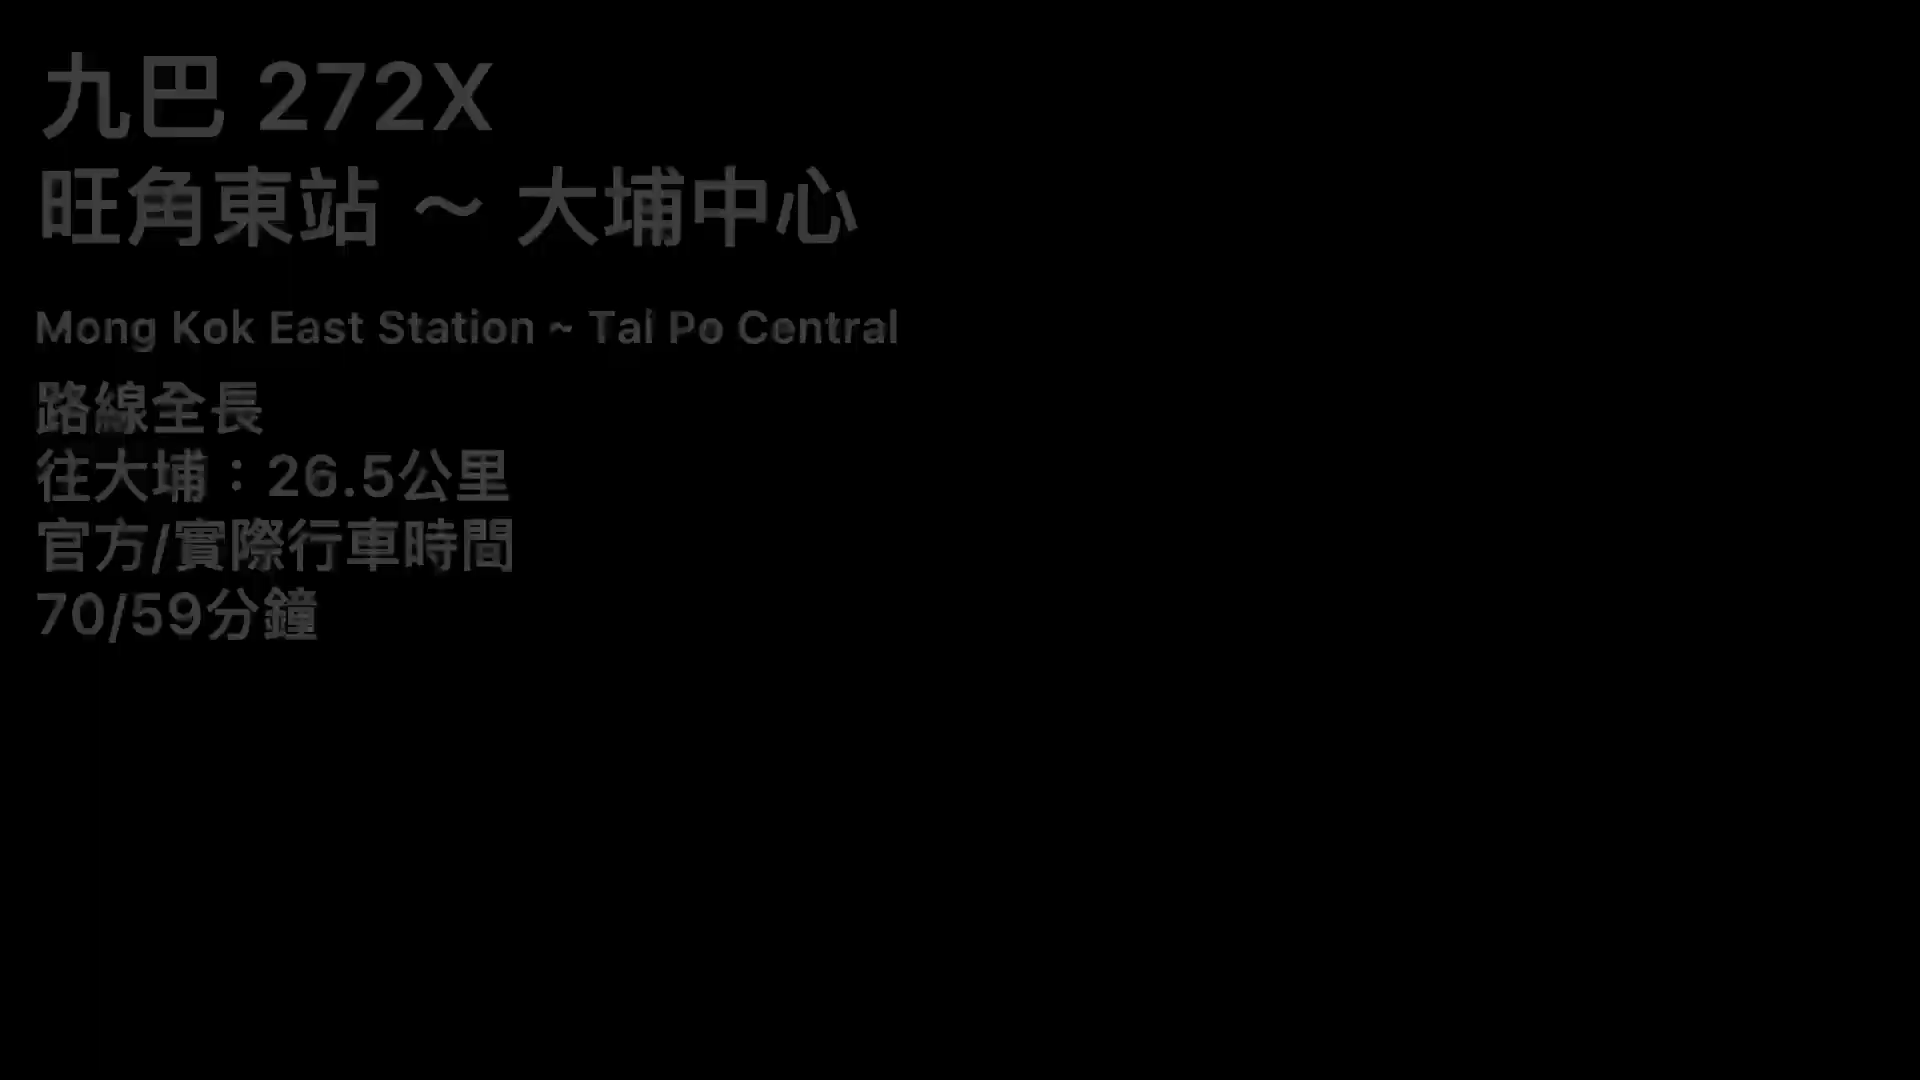 九巴 272X
旺角東站 ～ 大埔中心
Mong Kok East Station ~ Tai Po Central
路線全長
往大埔：26.5公里
官方/實際行車時間
70/59分鐘